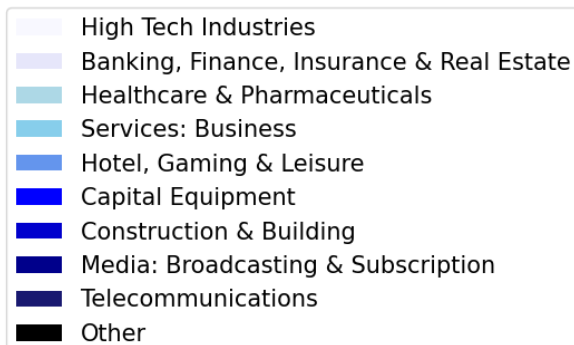 High Tech Industries
Banking, Finance, Insurance & Real Estate
Healthcare & Pharmaceuticals
Services: Business
Hotel, Gaming & Leisure
Capital Equipment
Construction & Building
Media: Broadcasting & Subscription
Telecommunications
Other